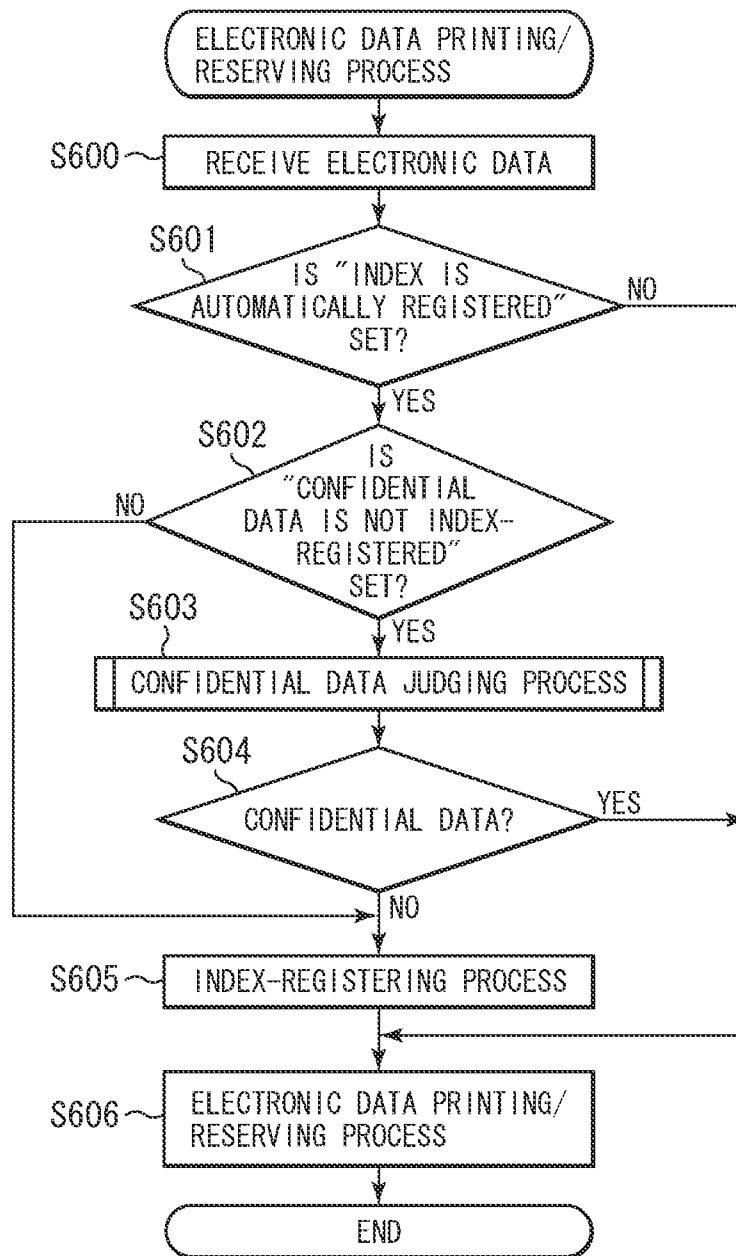 ELECTRONIC DATA PRINTING/
RESERVING PROCESS
S600
RECEIVE ELECTRONIC DATA
S601
IS "INDEX IS
AUTOMATICALLY REGISTERED"
SET?
NO
YES
S602
IS
"CONFIDENTIAL
DATA IS NOT INDEX-
REGISTERED"
SET?
NO
YES
S603
CONFIDENTIAL DATA JUDGING PROCESS
S604
CONFIDENTIAL DATA?
YES
NO
S605
INDEX-REGISTERING PROCESS
S606
ELECTRONIC DATA PRINTING/
RESERVING PROCESS
END